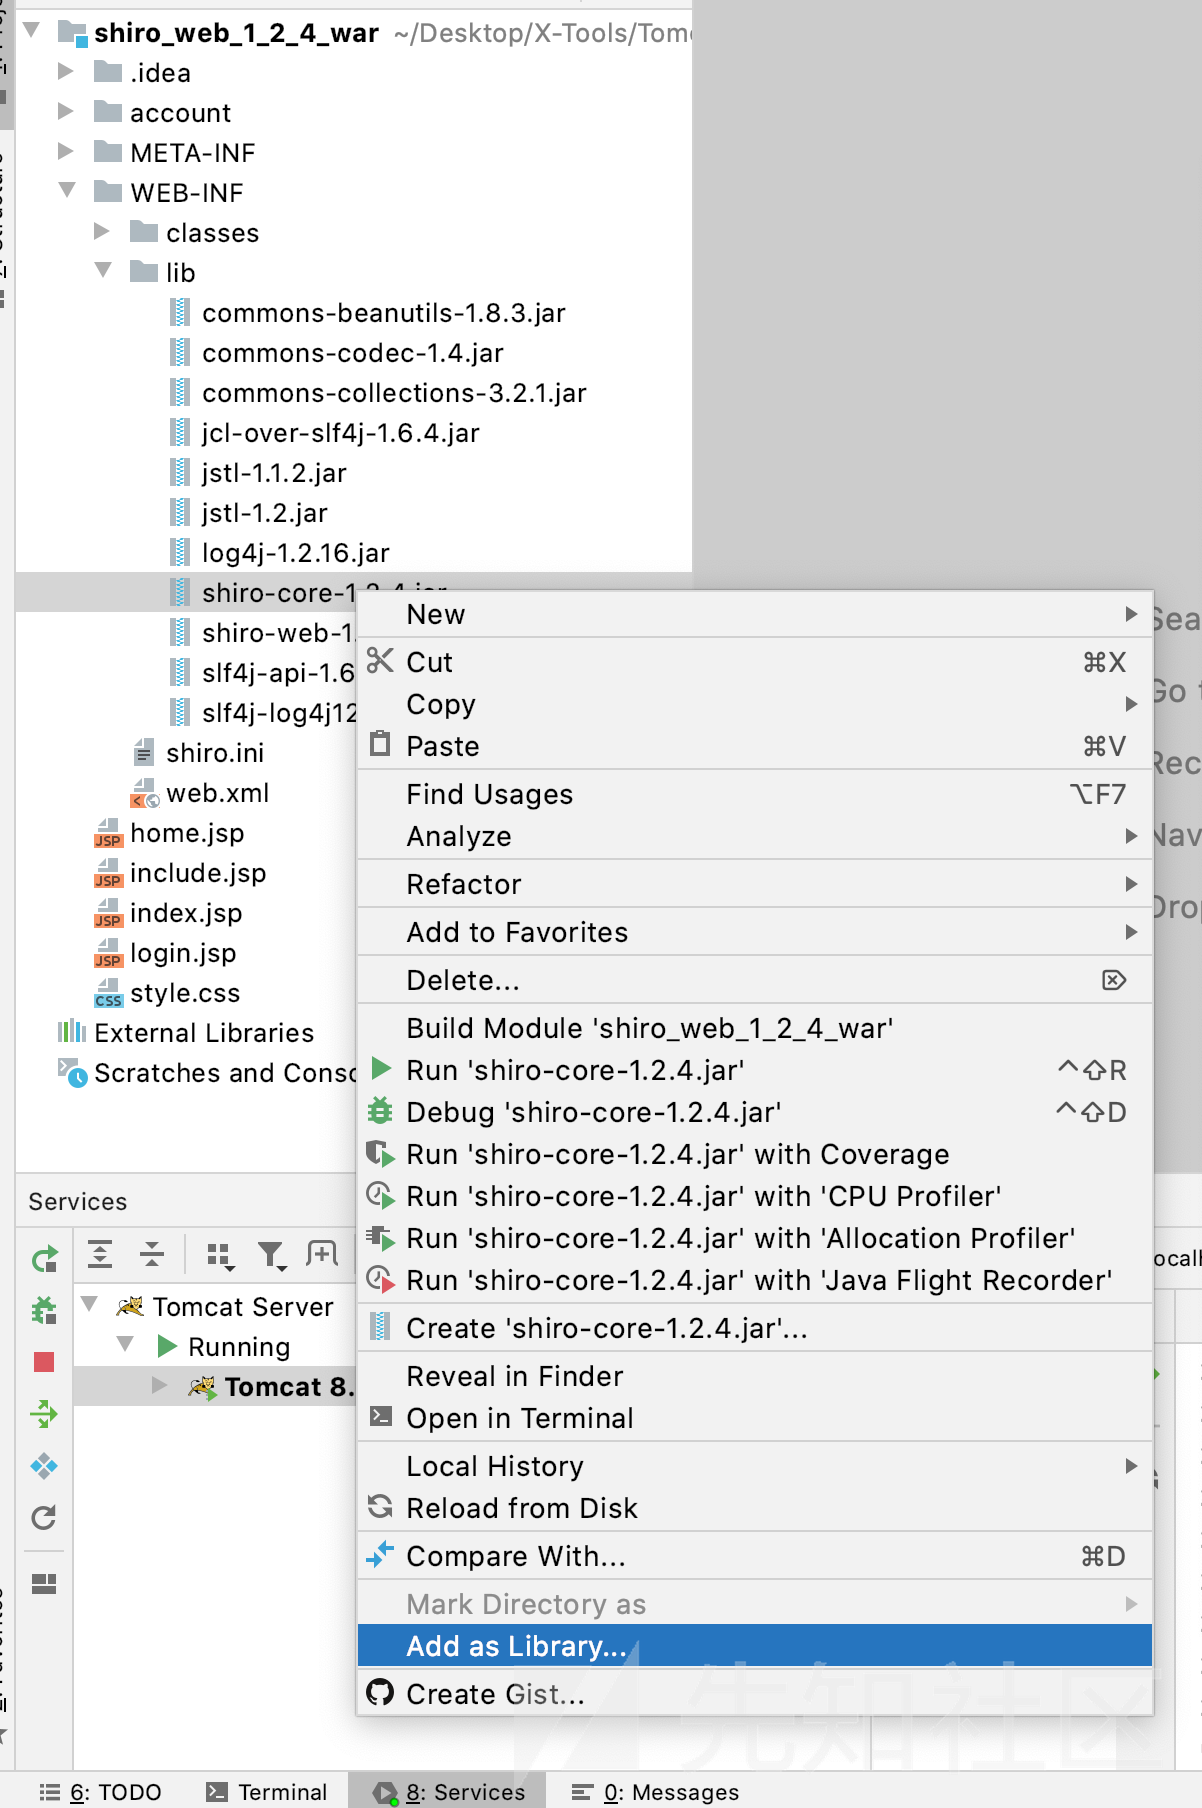 shiro_web_1_2_4_war ~/Desktop/X-Tools/Tom
.idea
account
META-INF
WEB-INF
classes
lib
commons-beanutils-1.8.3.jar
commons-codec-1.4.jar
commons-collections-3.2.1.jar
jcl-over-slf4j-1.6.4.jar
jstl-1.1.2.jar
jstl-1.2.jar
log4j-1.2.16.jar
shiro-core-1.2.4.jar
shiro-web-1.
slf4j-api-1.6
slf4j-log4j12
shiro.ini
web.xml
home.jsp
include.jsp
index.jsp
login.jsp
style.css
External Libraries
Scratches and Consc
New
Cut ⌘X
Copy
Paste ⌘V
Find Usages ⌥F7
Analyze
Refactor
Add to Favorites
Delete...
Build Module 'shiro_web_1_2_4_war'
Run 'shiro-core-1.2.4.jar' ^⇧R
Debug 'shiro-core-1.2.4.jar' ^⇧D
Run 'shiro-core-1.2.4.jar' with Coverage
Run 'shiro-core-1.2.4.jar' with 'CPU Profiler'
Run 'shiro-core-1.2.4.jar' with 'Allocation Profiler'
Run 'shiro-core-1.2.4.jar' with 'Java Flight Recorder'
Create 'shiro-core-1.2.4.jar'...
Reveal in Finder
Open in Terminal
Local History
Reload from Disk
Compare With... ⌘D
Mark Directory as
Add as Library...
Create Gist...
Sea
Go t
Rec
Nav
Drop
Services
ocalh
Tomcat Server
Running
Tomcat 8.
先知社区
6: TODO
Terminal
8: Services
0: Messages